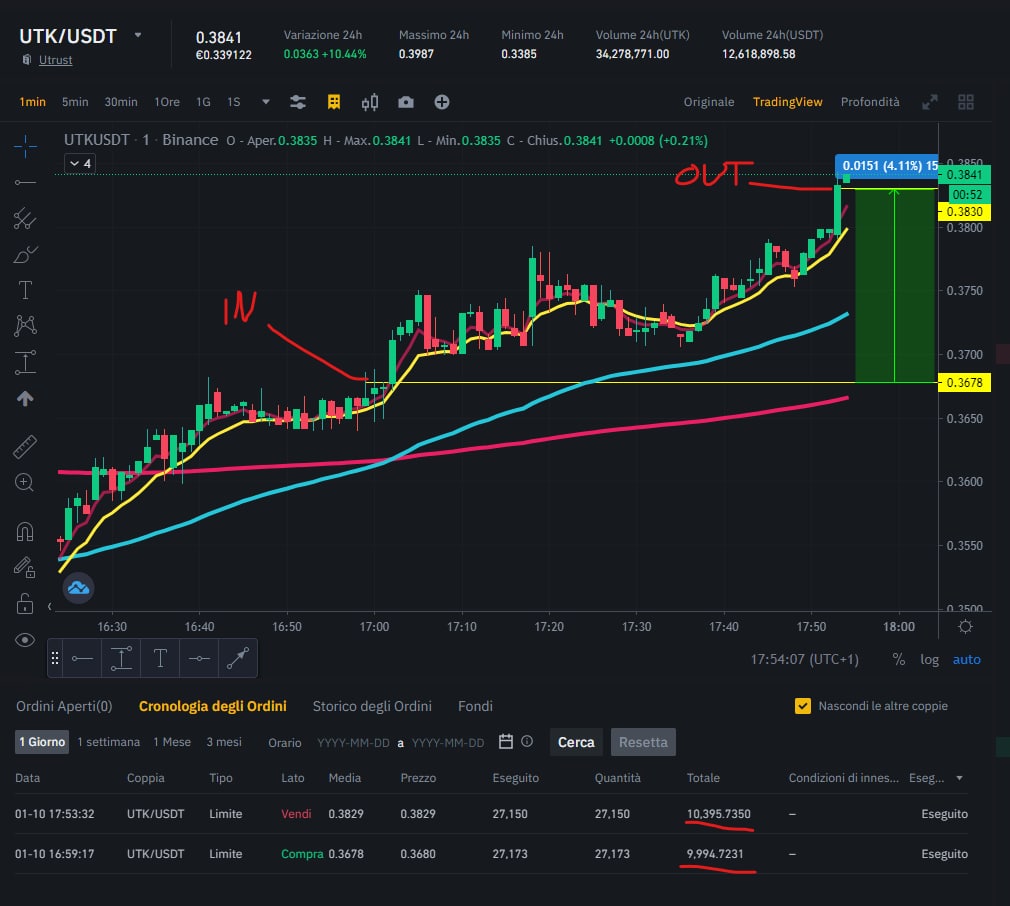 UTK/USDT 0.3841 Variazione 24h Massimo 24h Minimo 24h Volume 24h(UTK) Volume 24h(USDT)
Utrust €0.339122 0.0363 +10.44% 0.3987 0.3385 34,278,771.00 12,618,898.58
1min 5min 30min 1Ore 1G 1S Originale TradingView Profondità
UTKUSDT · 1 · Binance O - Aper.0.3835 H - Max.0.3841 L - Min.0.3835 C - Chius.0.3841 +0.0008 (+0.21%)
4
0.0151 (4.11%) 15
0.3850
0.3841
00:52
0.3830
OUT
0.3800
IN
0.3750
0.3700
0.3678
0.3650
0.3600
0.3550
0.3500
16:30 16:40 16:50 17:00 17:10 17:20 17:30 17:40 17:50 18:00
17:54:07 (UTC+1) % log auto
Ordini Aperti(0) Cronologia degli Ordini Storico degli Ordini Fondi Nascondi le altre coppie
1 Giorno 1 settimana 1 Mese 3 mesi Orario YYYY-MM-DD a YYYY-MM-DD Cerca Resetta
Data Coppia Tipo Lato Media Prezzo Eseguito Quantità Totale Condizioni di innes... Eseg...
01-10 17:53:32 UTK/USDT Limite Vendi 0.3829 0.3829 27,150 27,150 10,395.7350 – Eseguito
01-10 16:59:17 UTK/USDT Limite Compra 0.3678 0.3680 27,173 27,173 9,994.7231 – Eseguito